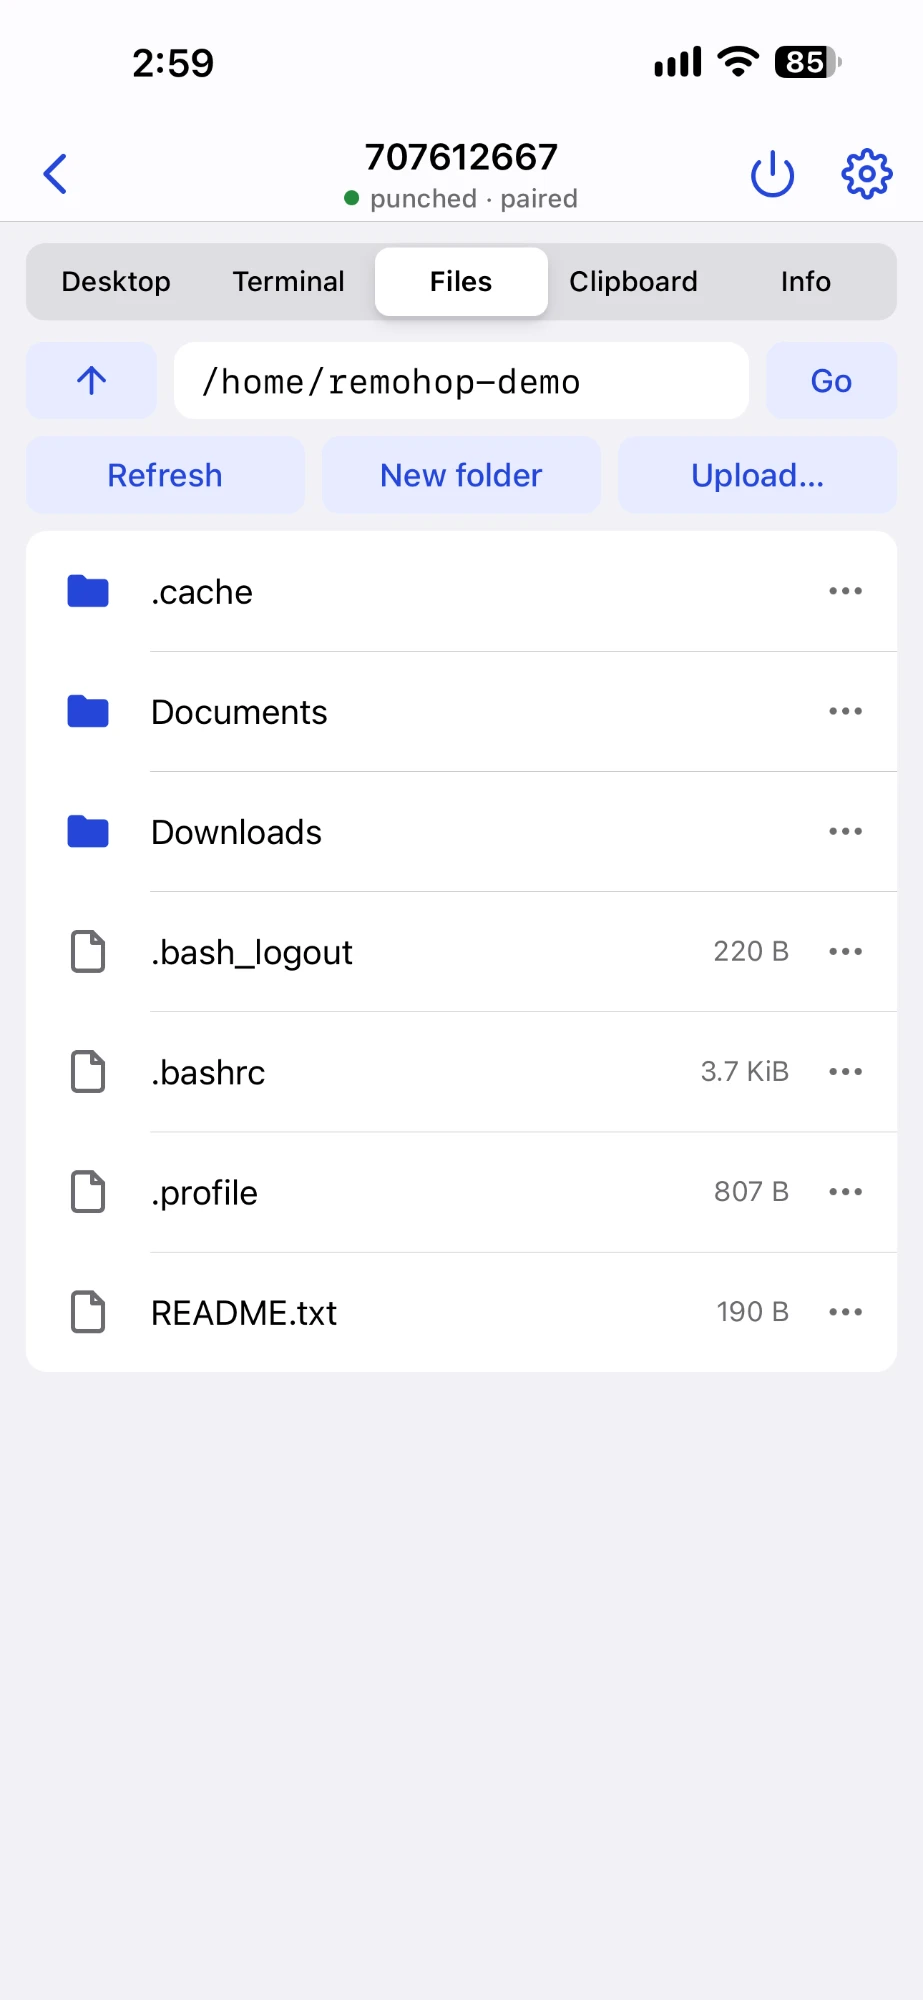 2:59
85
707612667
punched · paired
Desktop Terminal Files Clipboard Info
/home/remohop-demo Go
Refresh New folder Upload...
.cache
Documents
Downloads
.bash_logout 220 B
.bashrc 3.7 KiB
.profile 807 B
README.txt 190 B